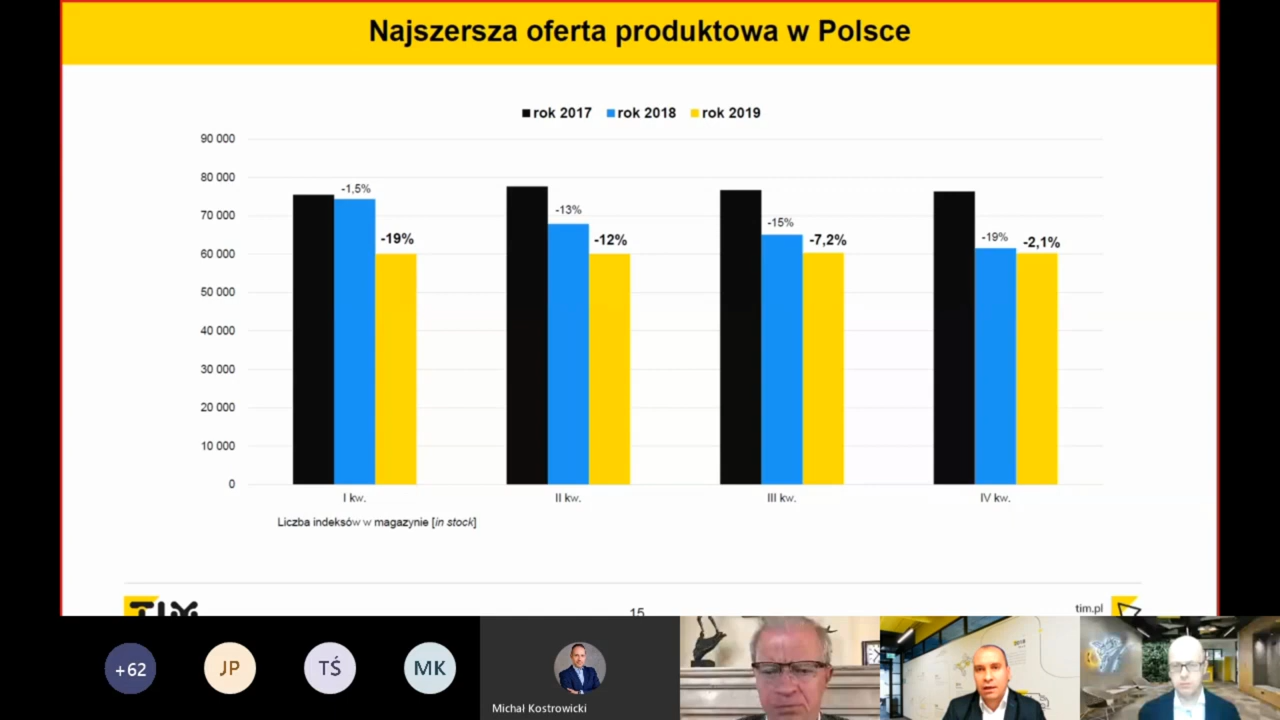 Najszersza oferta produktowa w Polsce
rok 2017 rok 2018 rok 2019
90 000
80 000
70 000
60 000
50 000
40 000
30 000
20 000
10 000
0
-1,5%
-19%
-13%
-12%
-15%
-7,2%
-19%
-2,1%
I kw. II kw. III kw. IV kw.
Liczba indeksów w magazynie [in stock]
TIM
15
tim.pl
+62
JP
TŚ
MK
Michał Kostrowicki